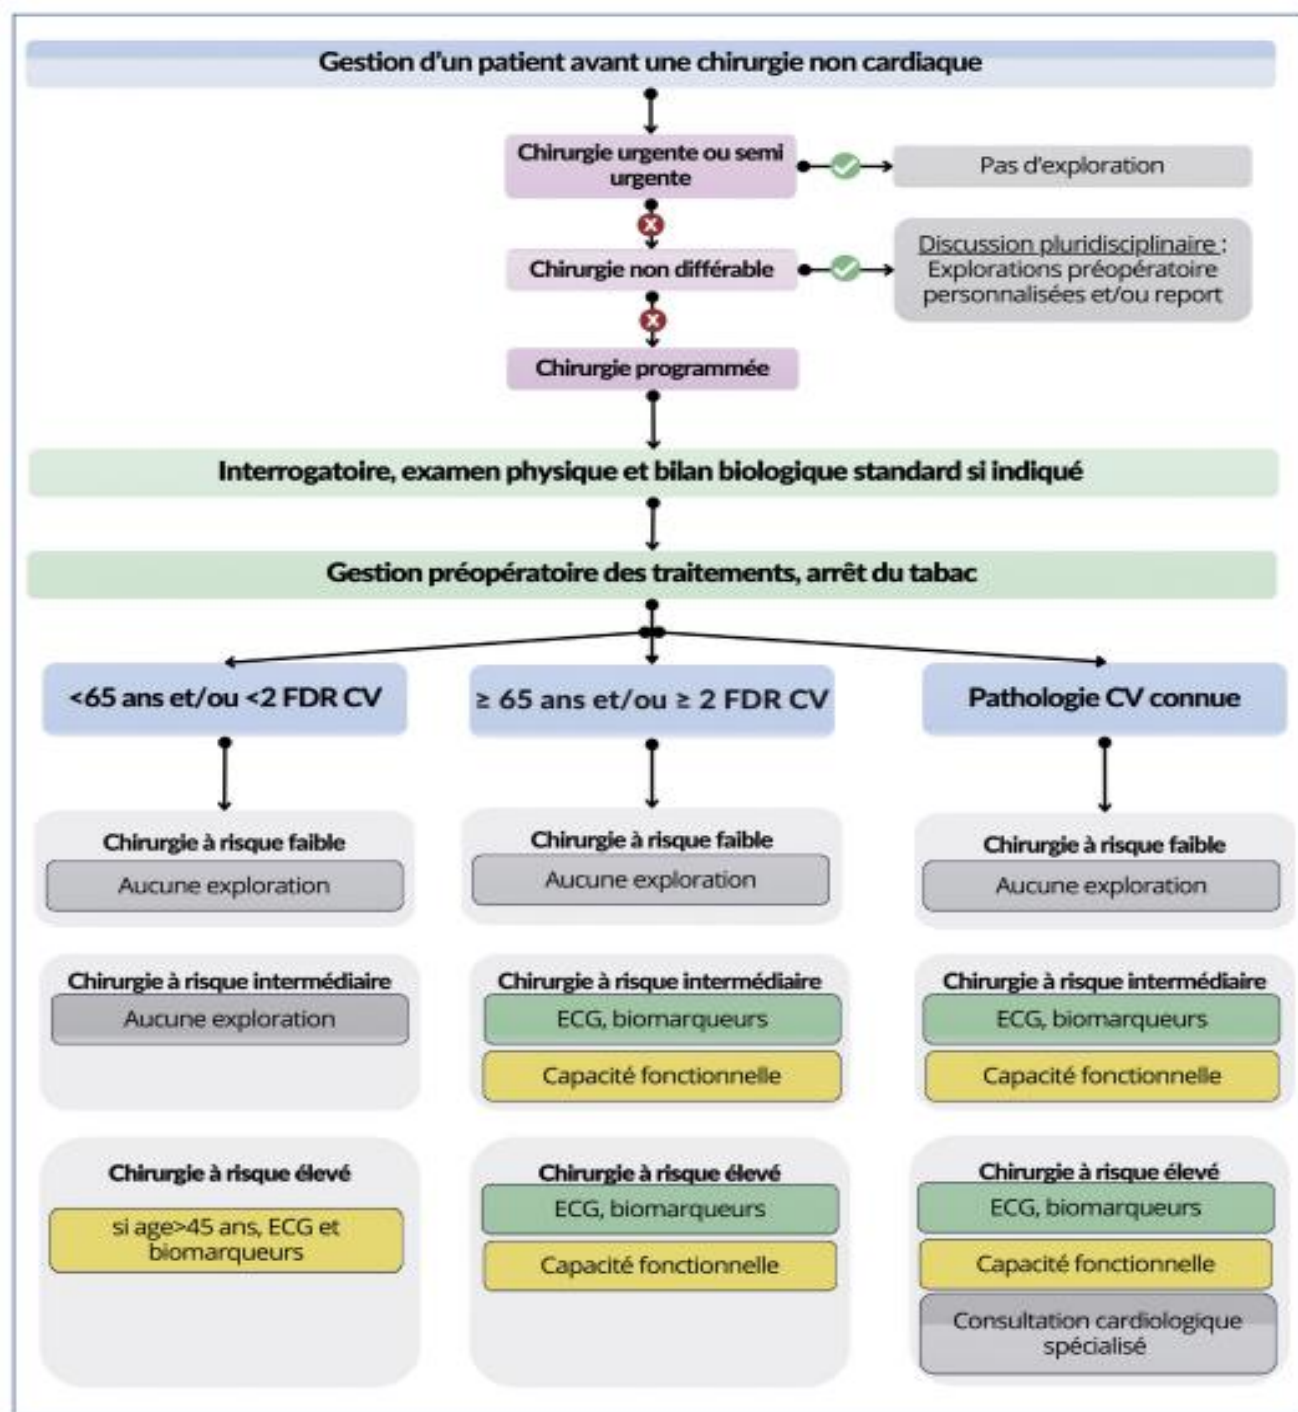 Gestion d'un patient avant une chirurgie non cardiaque
Chirurgie urgente ou semi
urgente
Pas d'exploration
Chirurgie non différable
Discussion pluridisciplinaire :
Explorations préopératoire
personnalisées et/ou report
Chirurgie programmée
Interrogatoire, examen physique et bilan biologique standard si indiqué
Gestion préopératoire des traitements, arrêt du tabac
<65 ans et/ou <2 FDR CV
Chirurgie à risque faible
Aucune exploration
Chirurgie à risque intermédiaire
Aucune exploration
Chirurgie à risque élevé
si age>45 ans, ECG et
biomarqueurs
≥ 65 ans et/ou ≥ 2 FDR CV
Chirurgie à risque faible
Aucune exploration
Chirurgie à risque intermédiaire
ECG, biomarqueurs
Capacité fonctionnelle
Chirurgie à risque élevé
ECG, biomarqueurs
Capacité fonctionnelle
Pathologie CV connue
Chirurgie à risque faible
Aucune exploration
Chirurgie à risque intermédiaire
ECG, biomarqueurs
Capacité fonctionnelle
Chirurgie à risque élevé
ECG, biomarqueurs
Capacité fonctionnelle
Consultation cardiologique
spécialisé